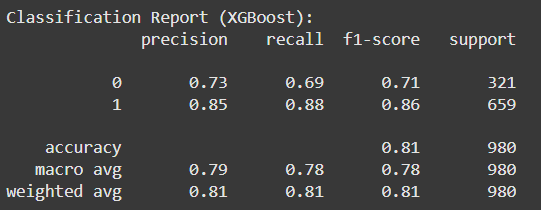 Classification Report (XGBoost):
precision recall f1-score support
0 0.73 0.69 0.71 321
1 0.85 0.88 0.86 659
accuracy 0.81 980
macro avg 0.79 0.78 0.78 980
weighted avg 0.81 0.81 0.81 980